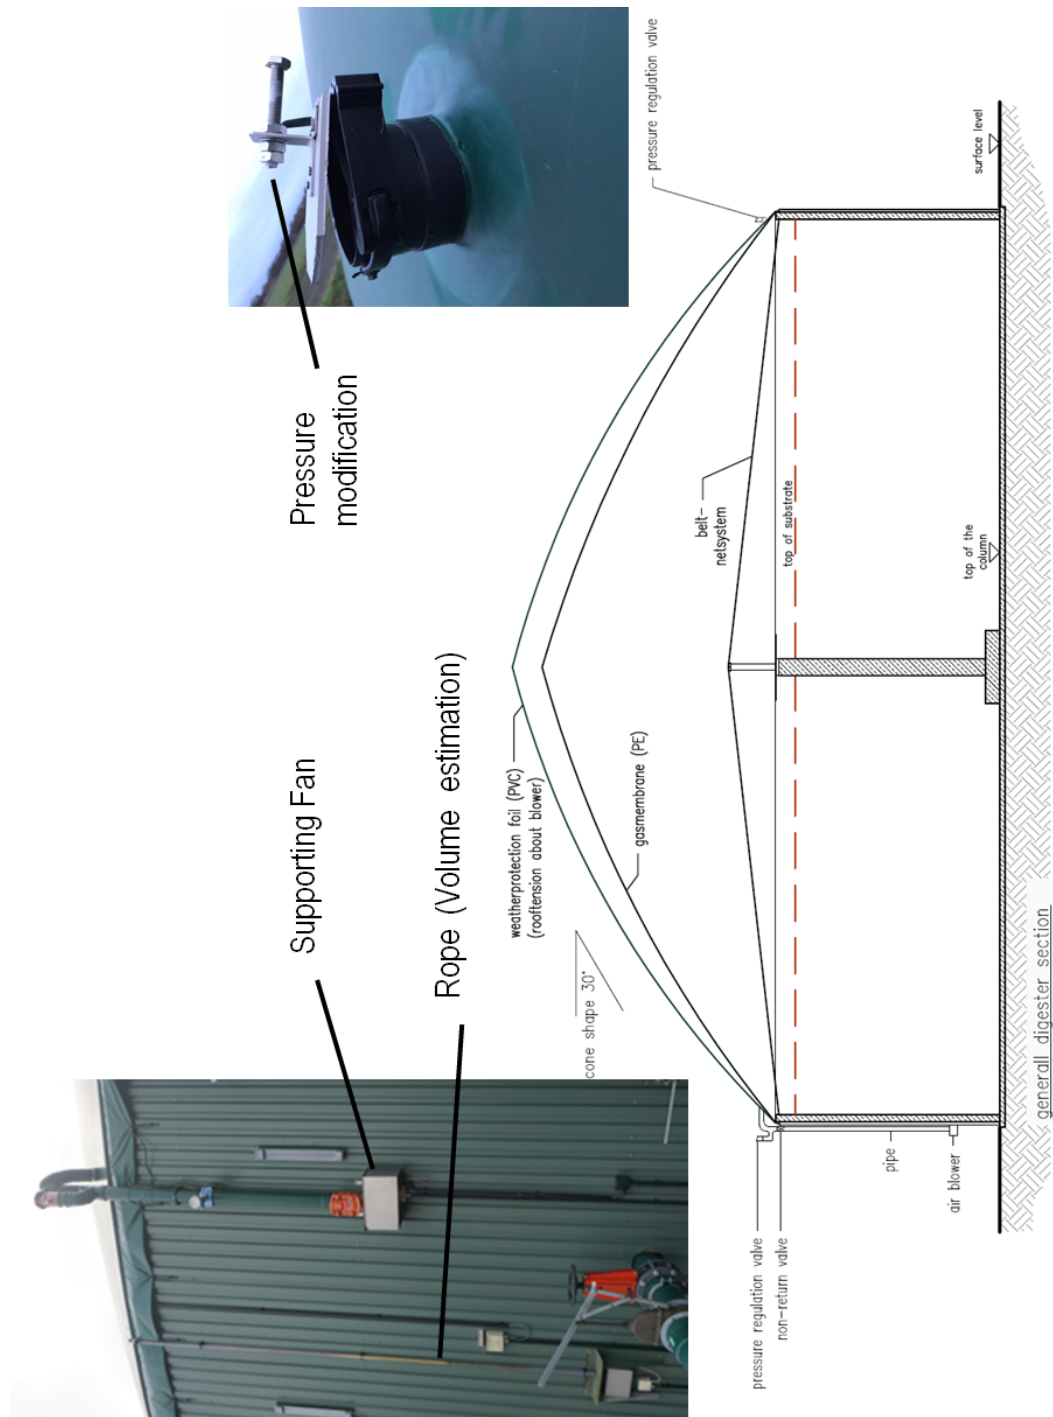 Supporting Fan
Rope (Volume estimation)
Pressure
modification
cone shape 30°
weatherprotection foil (PVC)
(rooftension about blower)
gasmembrane (PE)
belt-
netsystem
top of substrate
pressure regulation valve
pressure regulation valve
non-return valve
pipe
air blower
top of the
column
surface level
generall digester section